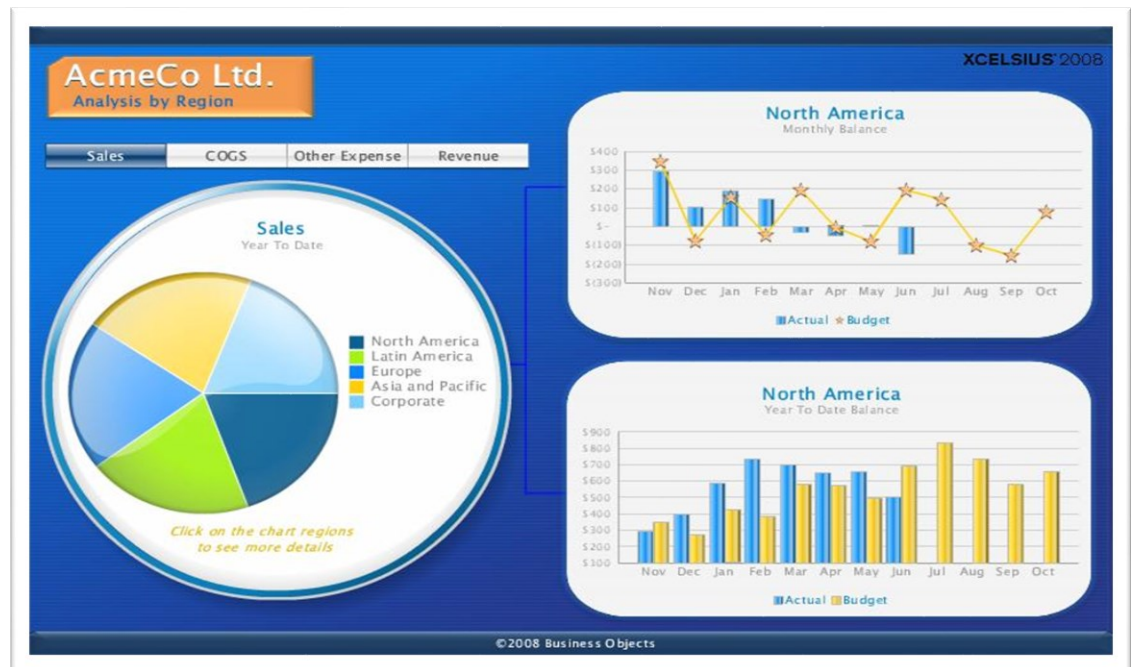 XCELSIUS 2008
AcmeCo Ltd.
Analysis by Region
Sales
COGS
Other Expense
Revenue
Sales
Year To Date
North America
Latin America
Europe
Asia and Pacific
Corporate
Click on the chart regions
to see more details
North America
Monthly Balance
$400
$300
$200
$100
$-
$(100)
$(200)
$(300)
Nov Dec Jan Feb Mar Apr May Jun Jul Aug Sep Oct
Actual Budget
North America
Year To Date Balance
$900
$800
$700
$600
$500
$400
$300
$200
$100
Nov Dec Jan Feb Mar Apr May Jun Jul Aug Sep Oct
Actual Budget
©2008 Business Objects